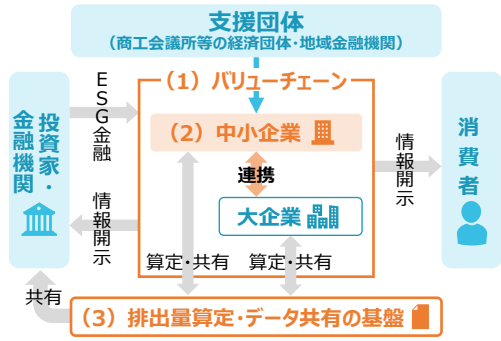 支援団体
（商工会議所等の経済団体・地域金融機関）
（1）バリューチェーン
ESG金融
投資家・
金融機関
（2）中小企業
連携
大企業
情報開示
情報開示
消費者
算定・共有
算定・共有
共有
（3）排出量算定・データ共有の基盤